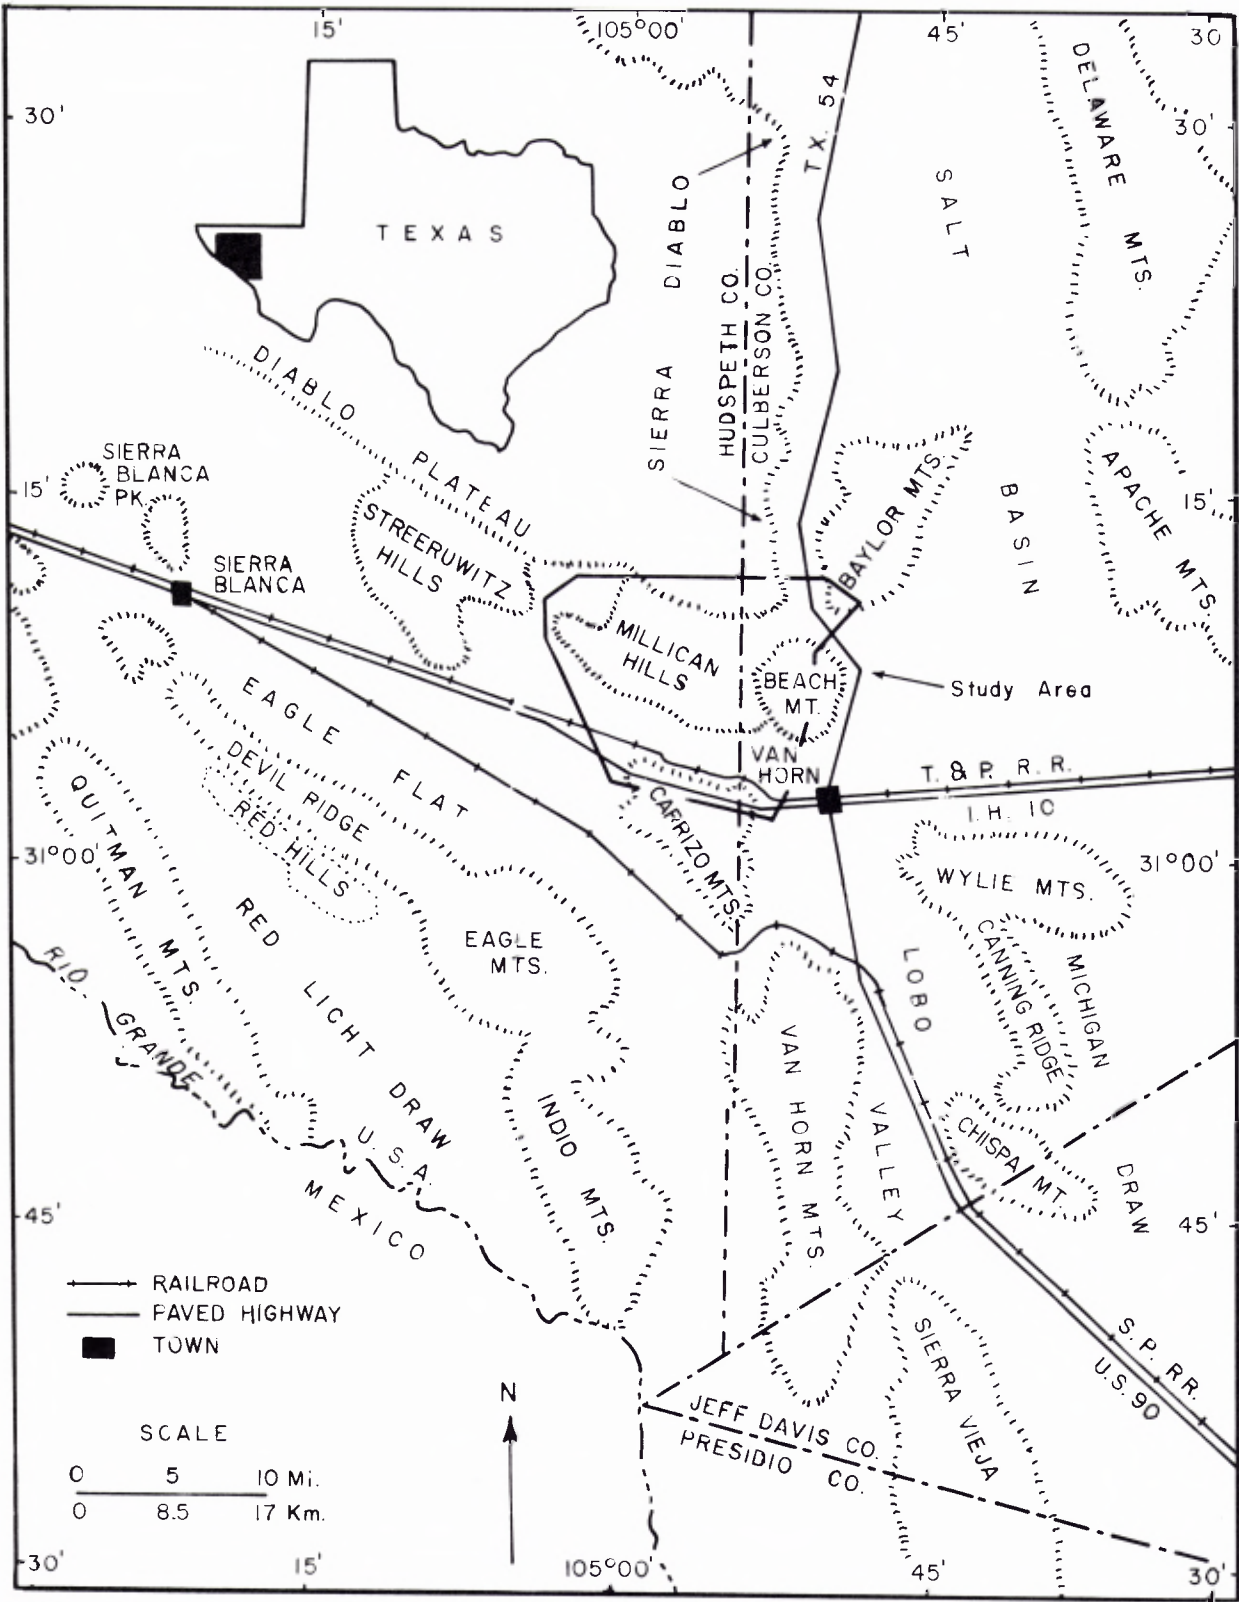 15'
105°00'
45'
30'
30'
30'
TEXAS
TX. 54
DELAWARE MTS.
SALT
BASIN
SIERRA DIABLO
HUDSPETH CO.
CULBERSON CO.
DIABLO PLATEAU
SIERRA
BLANCA
PK.
15'
15'
STREERUWITZ
HILLS
BAYLOR MTS.
APACHE MTS.
SIERRA
BLANCA
MILLICAN
HILLS
BEACH
MT.
Study Area
EAGLE FLAT
VAN
HORN
T. & P. R. R.
I.H. 10
DEVIL RIDGE
RED HILLS
QUITMAN MTS.
CARRIZO MTS.
31°00'
31°00'
WYLIE MTS.
EAGLE
MTS.
RED LIGHT DRAW
RIO GRANDE
LOBO VALLEY
CANNING RIDGE
MICHIGAN DRAW
VAN HORN MTS.
INDIO MTS.
CHISPA MT.
U. S. A.
MEXICO
45'
45'
RAILROAD
PAVED HIGHWAY
TOWN
SIERRA VIEJA
S. P. RR.
U.S. 90
N
JEFF DAVIS CO.
PRESIDIO CO.
SCALE
0 5 10 Mi.
0 8.5 17 Km.
30'
15'
105°00'
45'
30'